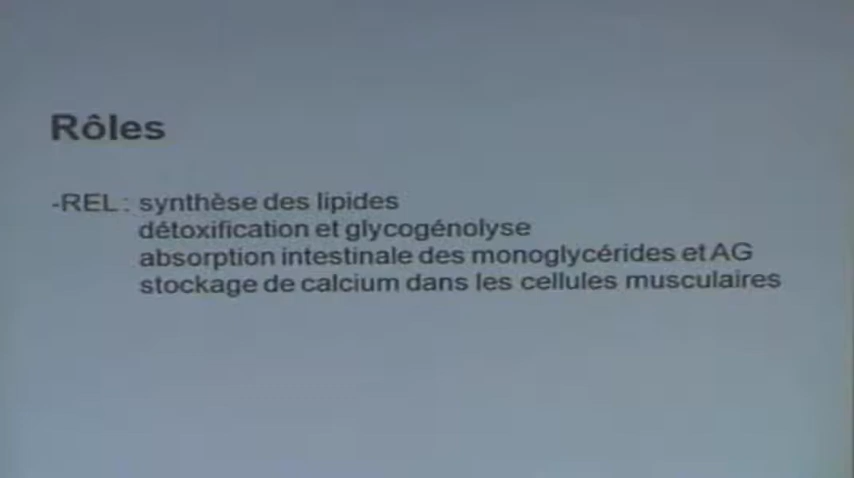 Rôles
-REL : synthèse des lipides
détoxification et glycogénolyse
absorption intestinale des monoglycérides et AG
stockage de calcium dans les cellules musculaires